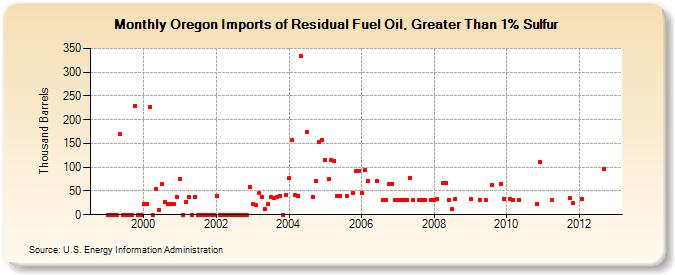 Monthly Oregon Imports of Residual Fuel Oil, Greater Than 1% Sulfur
Thousand Barrels
350
300
250
200
150
100
50
0
2000 2002 2004 2006 2008 2010 2012
Source: U.S. Energy Information Administration